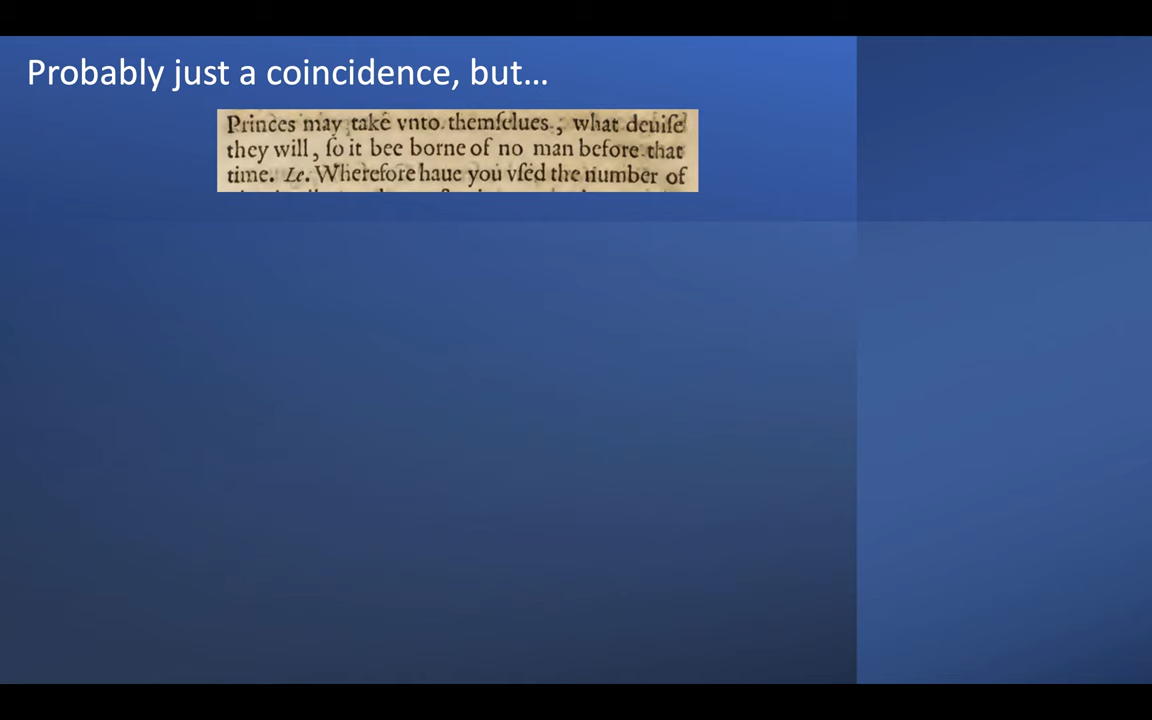 Probably just a coincidence, but…
Princes may take vnto themſelues ; what deuiſe
they will, ſo it bee borne of no man before that
time. Le. Wherefore haue you vſed the number of